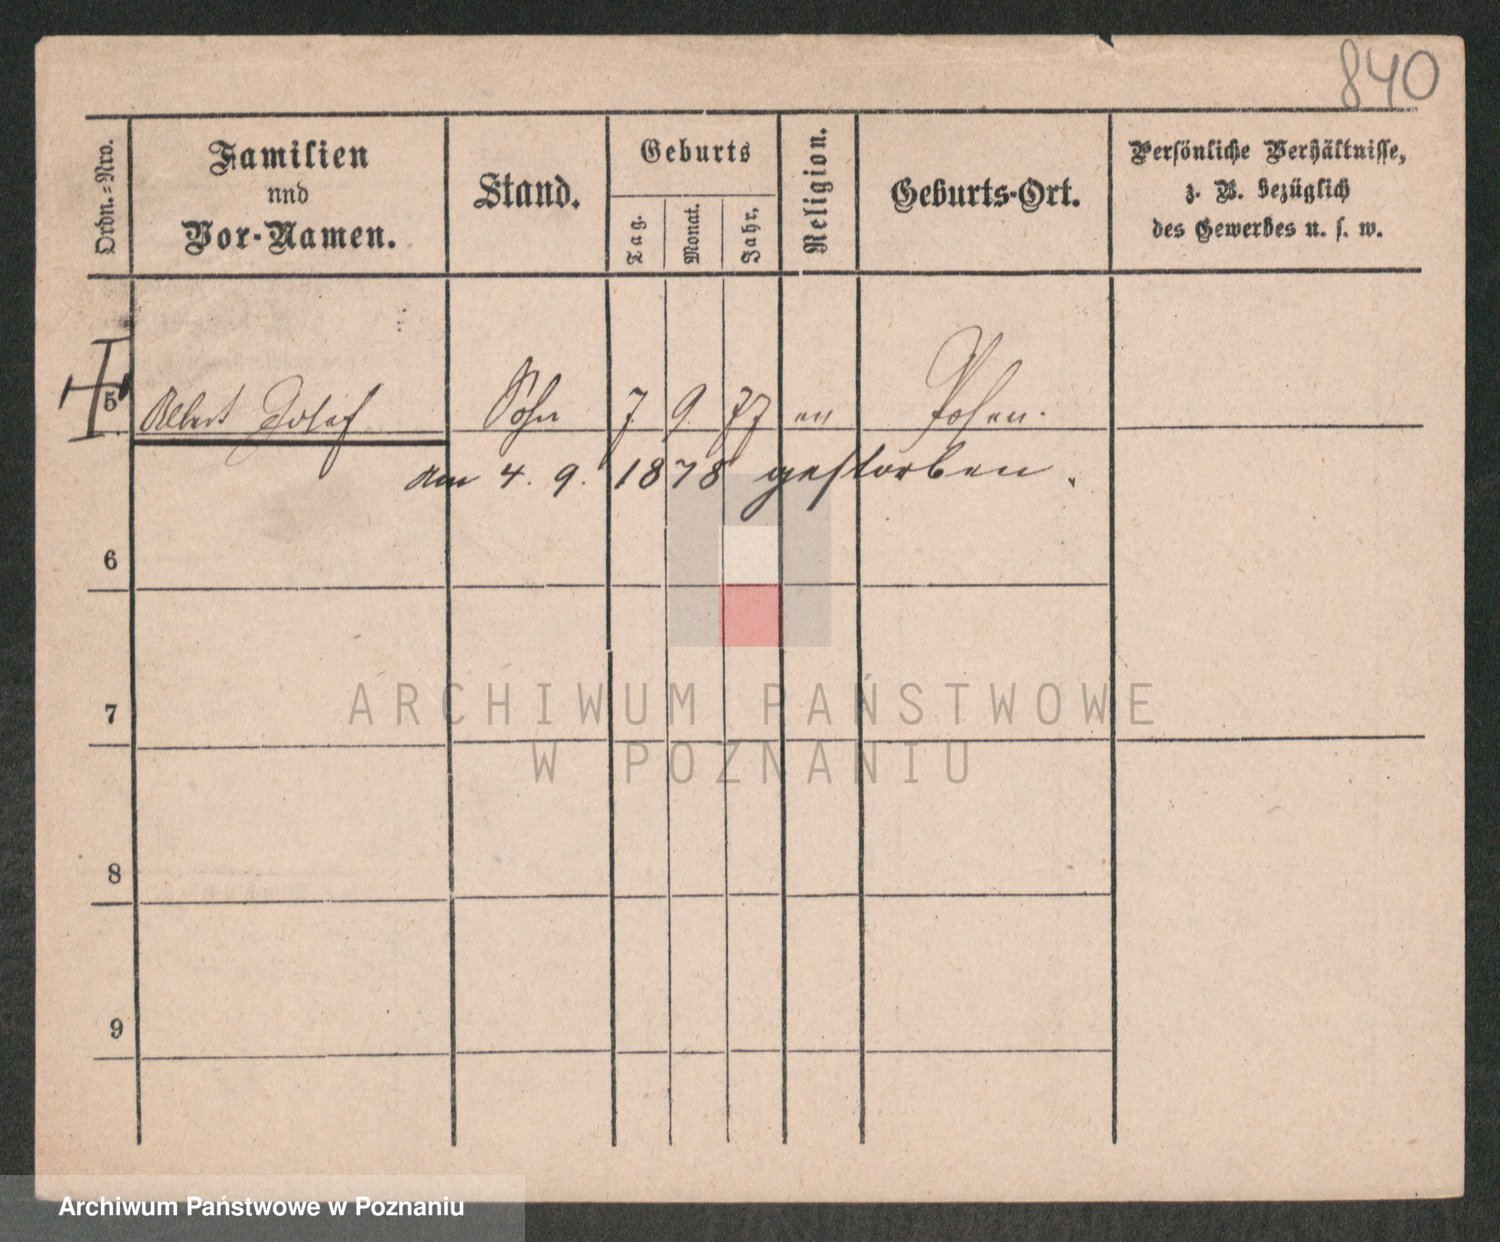 840
Ordn.=Nro.
Familien
und
Vor-Namen.
Stand.
Geburts
Tag.
Monat.
Jahr.
Religion.
Geburts-Ort.
Persönliche Verhältnisse,
z. B. bezüglich
des Gewerbes u. s. w.
5 Albert Josef Sohn 7. 9. 77 ev Posen.
am 4. 9. 1878 gestorben.
6
7
8
9
ARCHIWUM PAŃSTWOWE
W POZNANIU
Archiwum Państwowe w Poznaniu